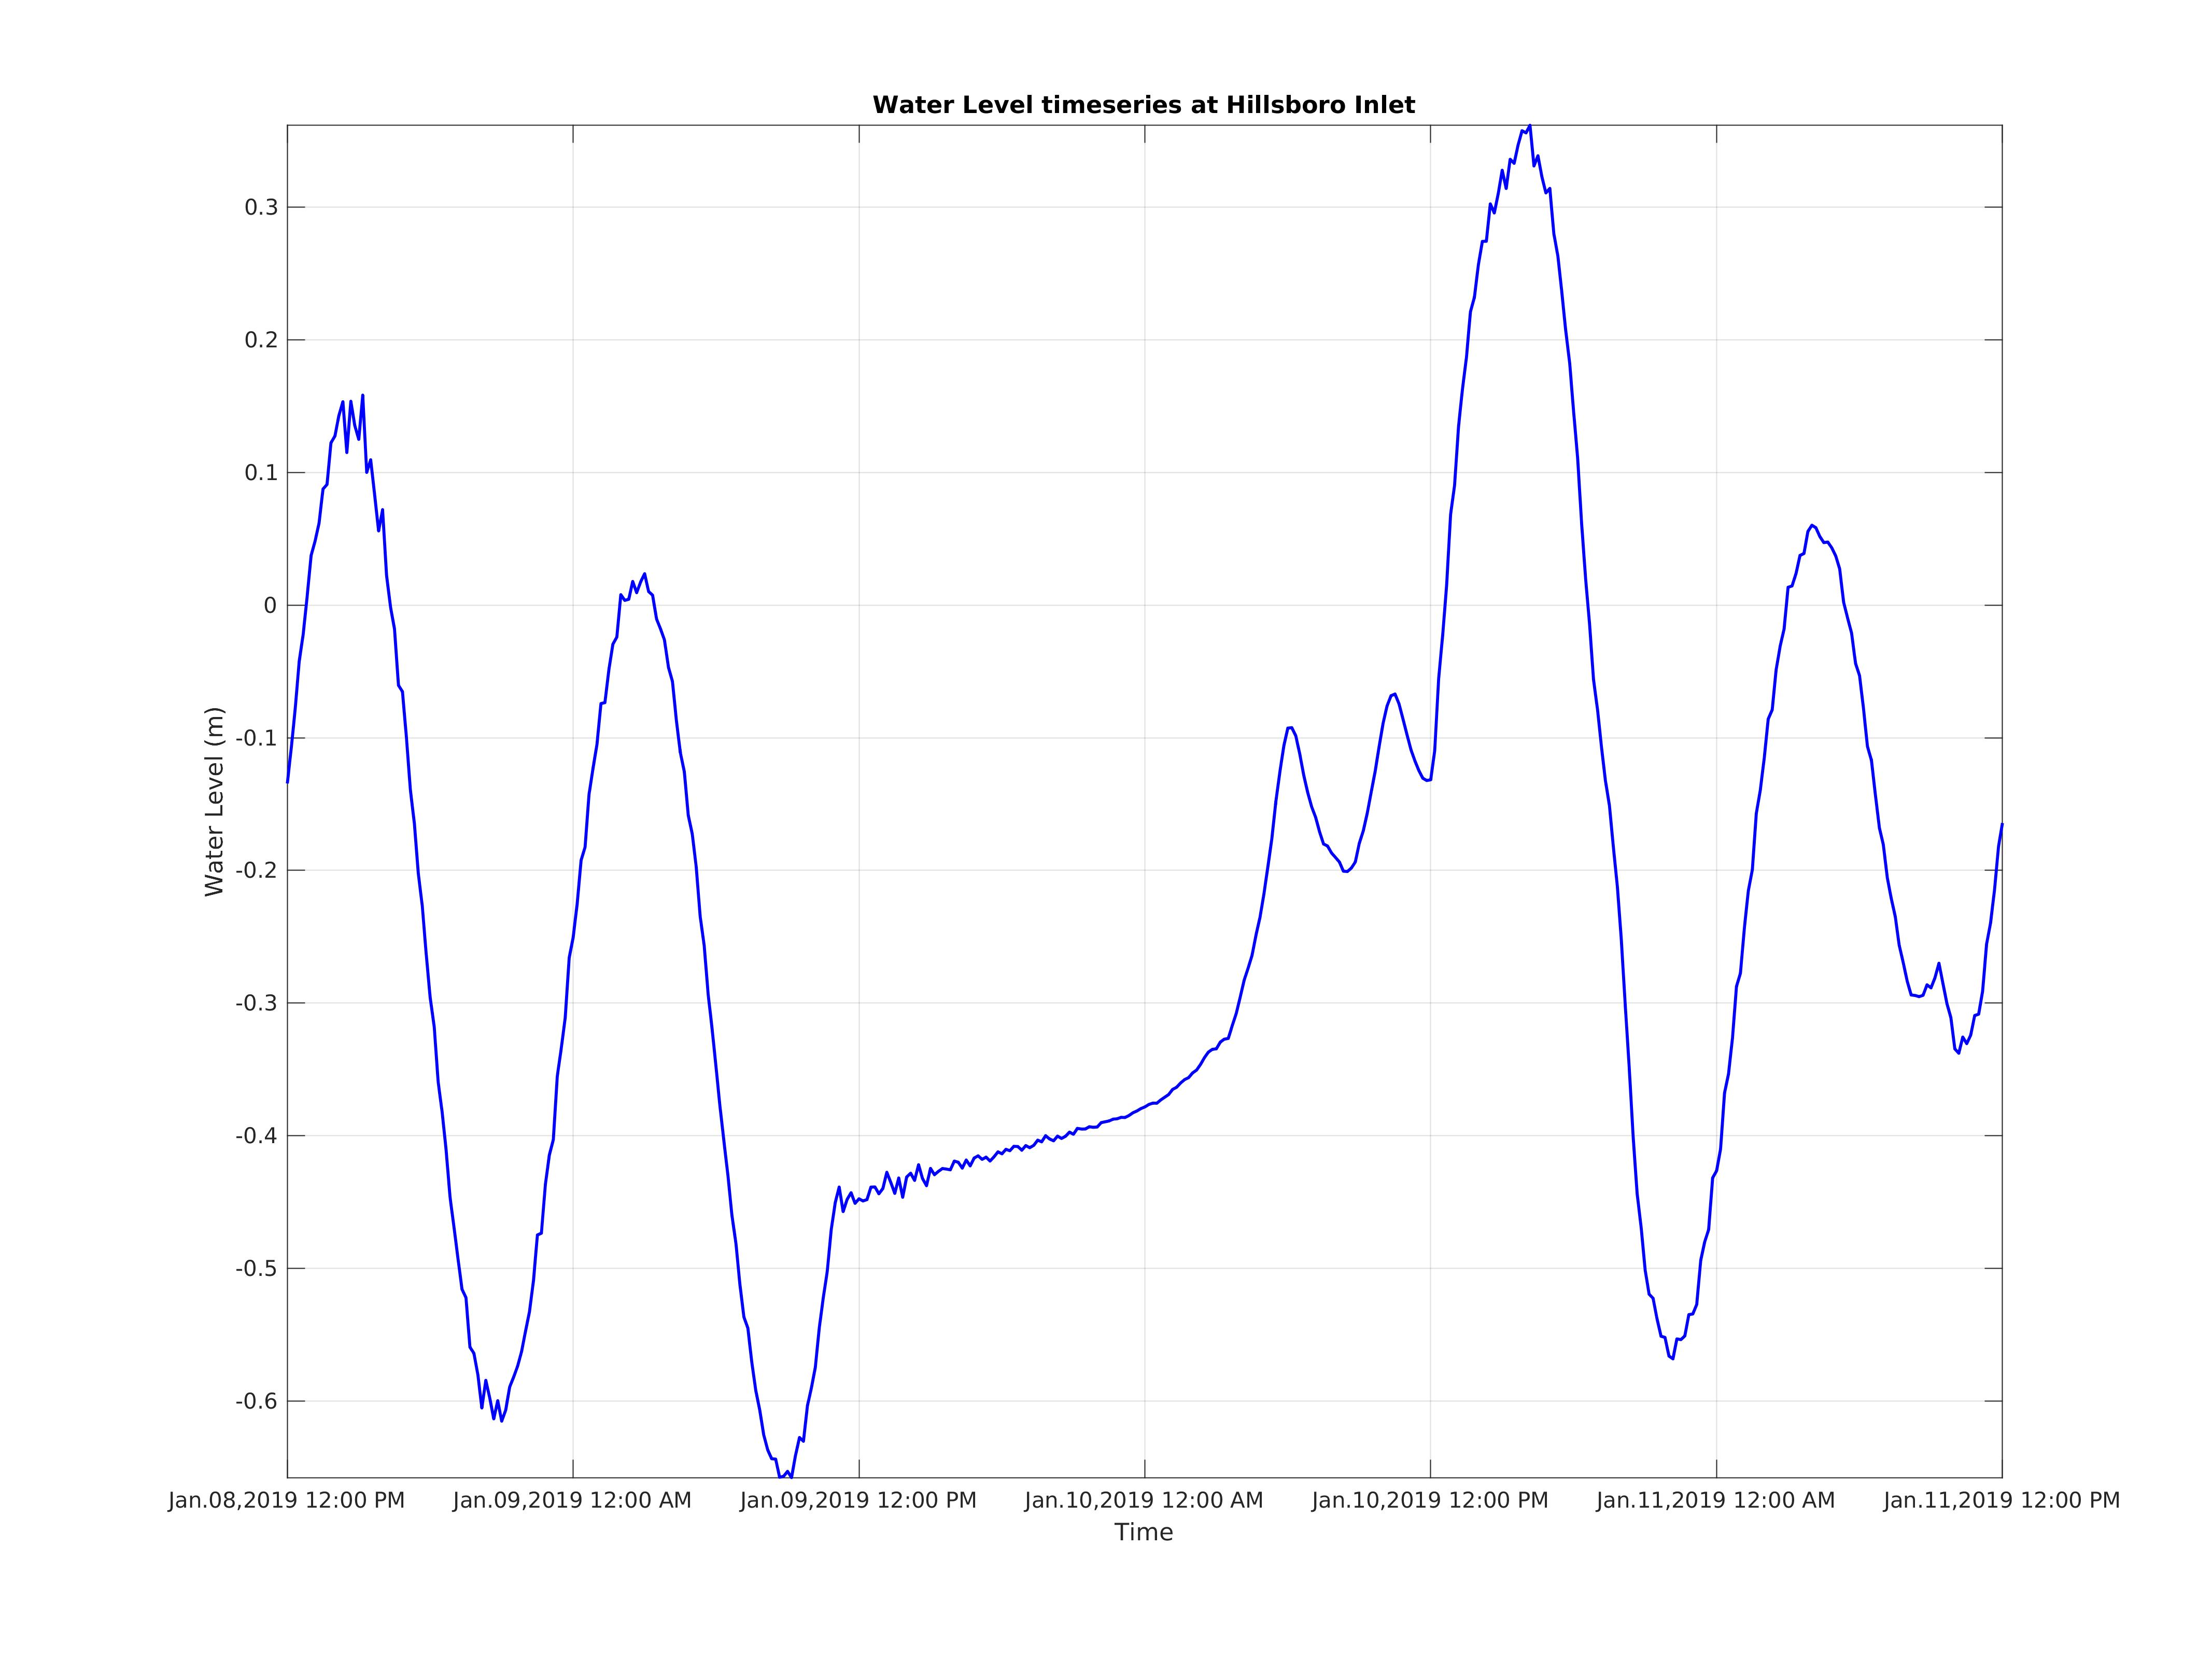 Water Level timeseries at Hillsboro Inlet
0.3
0.2
0.1
0
-0.1
-0.2
-0.3
-0.4
-0.5
-0.6
Water Level (m)
Jan.08,2019 12:00 PM
Jan.09,2019 12:00 AM
Jan.09,2019 12:00 PM
Jan.10,2019 12:00 AM
Jan.10,2019 12:00 PM
Jan.11,2019 12:00 AM
Jan.11,2019 12:00 PM
Time